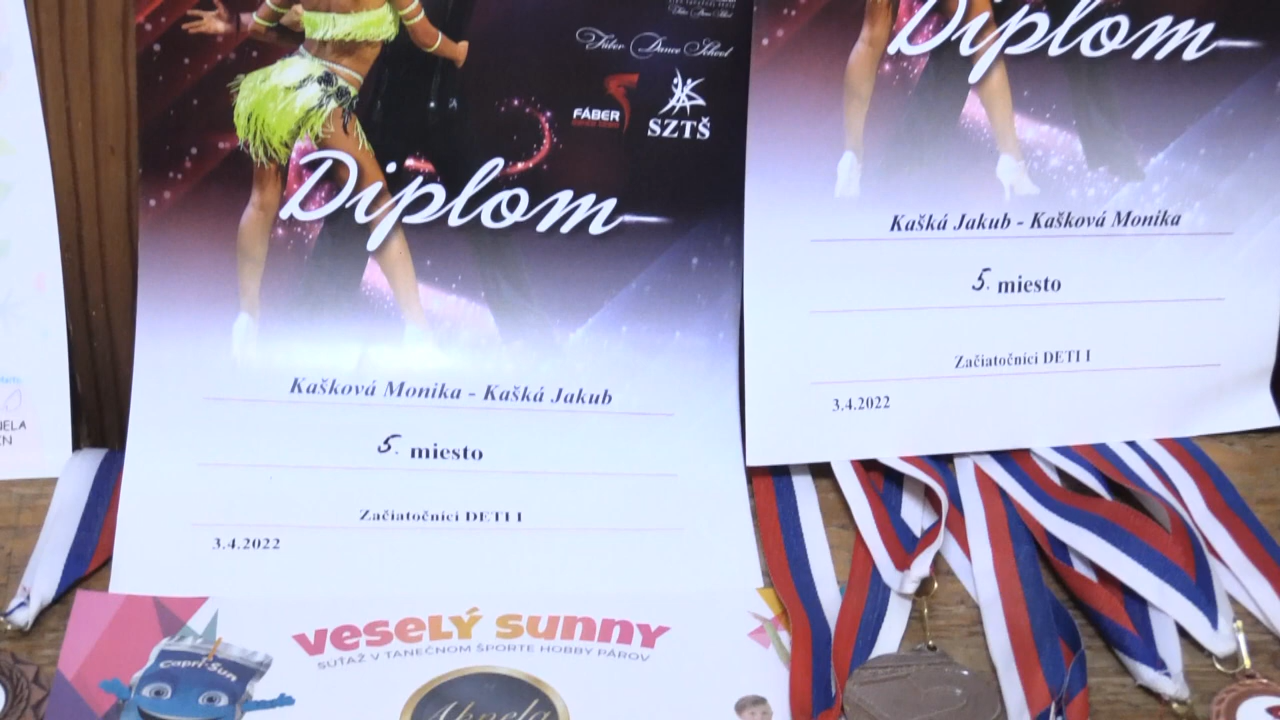 Fáber Dance School
FÁBER
SINCE 1990
SZTŠ
Diplom
Kašková Monika - Kašká Jakub
5. miesto
Začiatočníci DETI I
3.4.2022
Diplom
Kašká Jakub - Kašková Monika
5. miesto
Začiatočníci DETI I
3.4.2022
VESELÝ SUNNY
SÚŤAŽ V TANEČNOM ŠPORTE HOBBY PÁROV
Capri-Sun